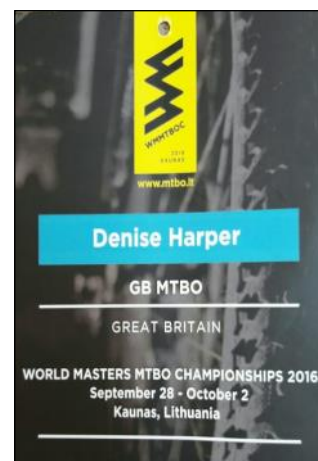 WMMTBOC
2016
KAUNAS
www.mtbo.lt
Denise Harper
GB MTBO
GREAT BRITAIN
WORLD MASTERS MTBO CHAMPIONSHIPS 2016
September 28 - October 2
Kaunas, Lithuania